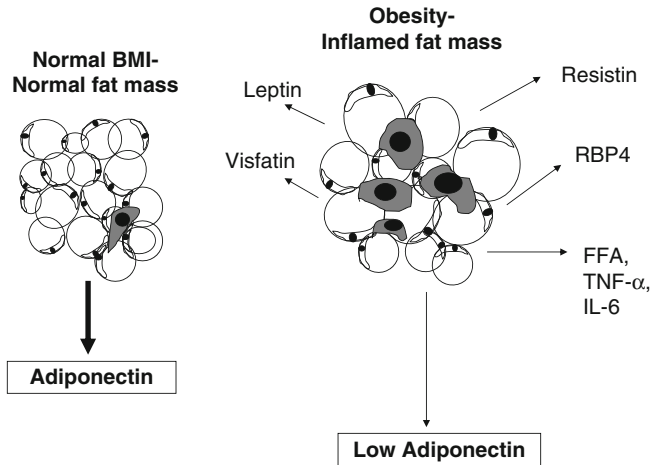 Normal BMI-
Normal fat mass
Adiponectin
Obesity-
Inflamed fat mass
Leptin
Visfatin
Resistin
RBP4
FFA,
TNF-α,
IL-6
Low Adiponectin